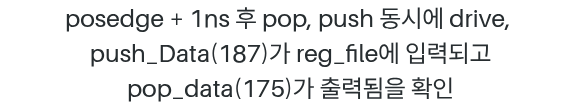 posedge + 1ns 후 pop, push 동시에 drive,
push_Data(187)가 reg_file에 입력되고
pop_data(175)가 출력됨을 확인